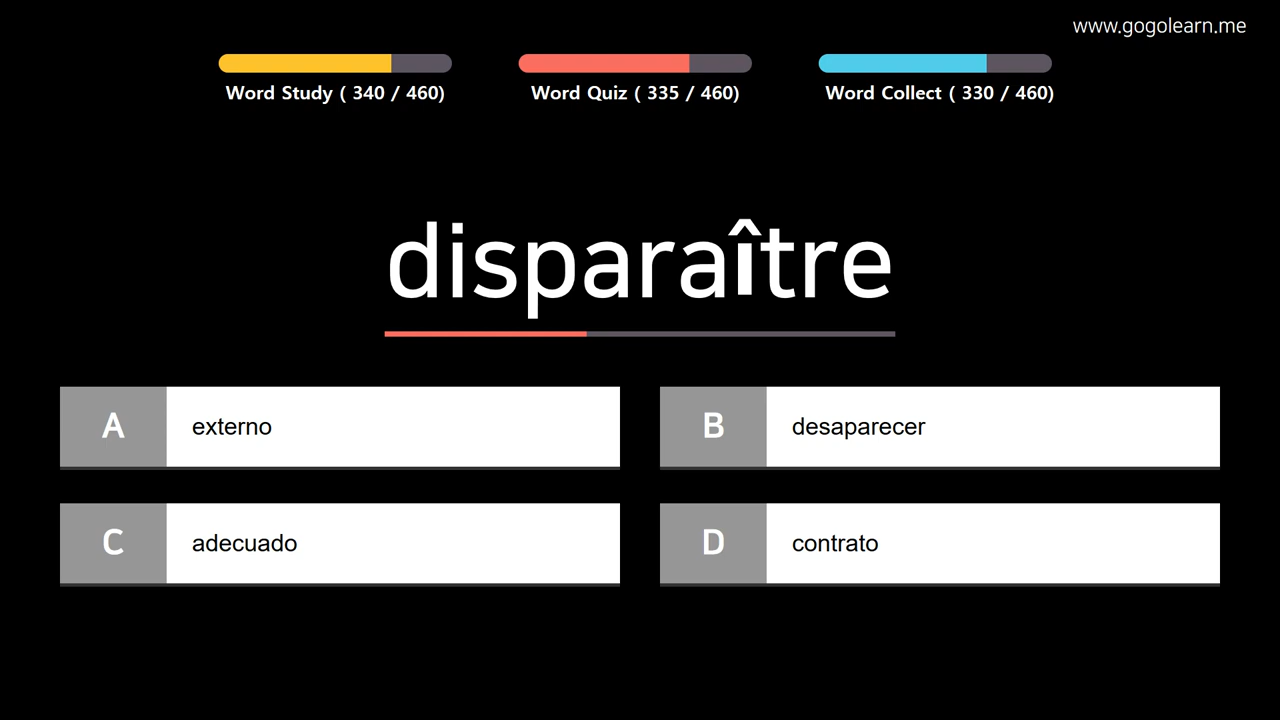 www.gogolearn.me
Word Study ( 340 / 460)
Word Quiz ( 335 / 460)
Word Collect ( 330 / 460)
disparaître
A
externo
B
desaparecer
C
adecuado
D
contrato